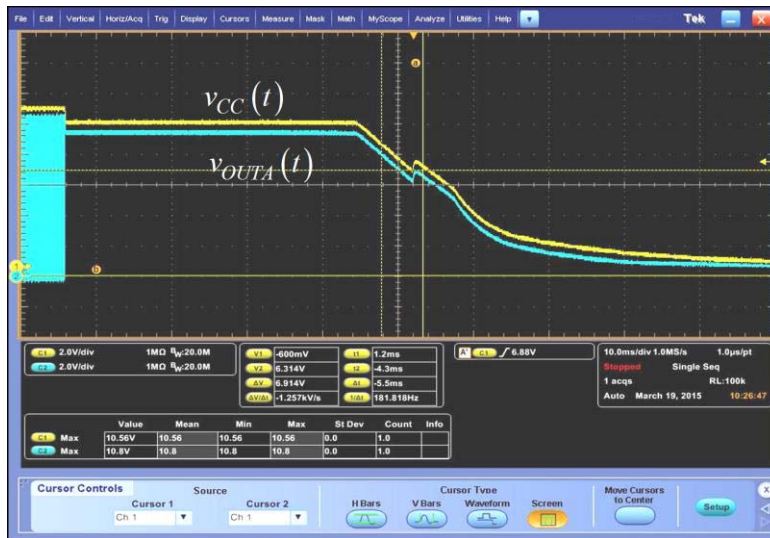 File Edit Vertical Horiz/Acq Trig Display Cursors Measure Mask Math MyScope Analyze Utilities Help Tek X
a
v_CC(t)
v_OUTA(t)
1
2
b
C1 2.0V/div 1MΩ BW:20.0M
C2 2.0V/div 1MΩ BW:20.0M
V1 -600mV t1 1.2ms
V2 6.314V t2 -4.3ms
ΔV 6.914V Δt -5.5ms
ΔV/Δt -1.257kV/s 1/Δt 181.818Hz
A' C1 6.88V
10.0ms/div 1.0MS/s 1.0µs/pt
Stopped Single Seq
1 acqs RL:100k
Auto March 19, 2015 10:26:47
Value Mean Min Max St Dev Count Info
C1 Max 10.56V 10.56 10.56 10.56 0.0 1.0
C2 Max 10.8V 10.8 10.8 10.8 0.0 1.0
Cursor Controls Source Cursor Type Move Cursors to Center X
Cursor 1 Cursor 2 H Bars V Bars Waveform Screen Setup
Ch 1 Ch 1